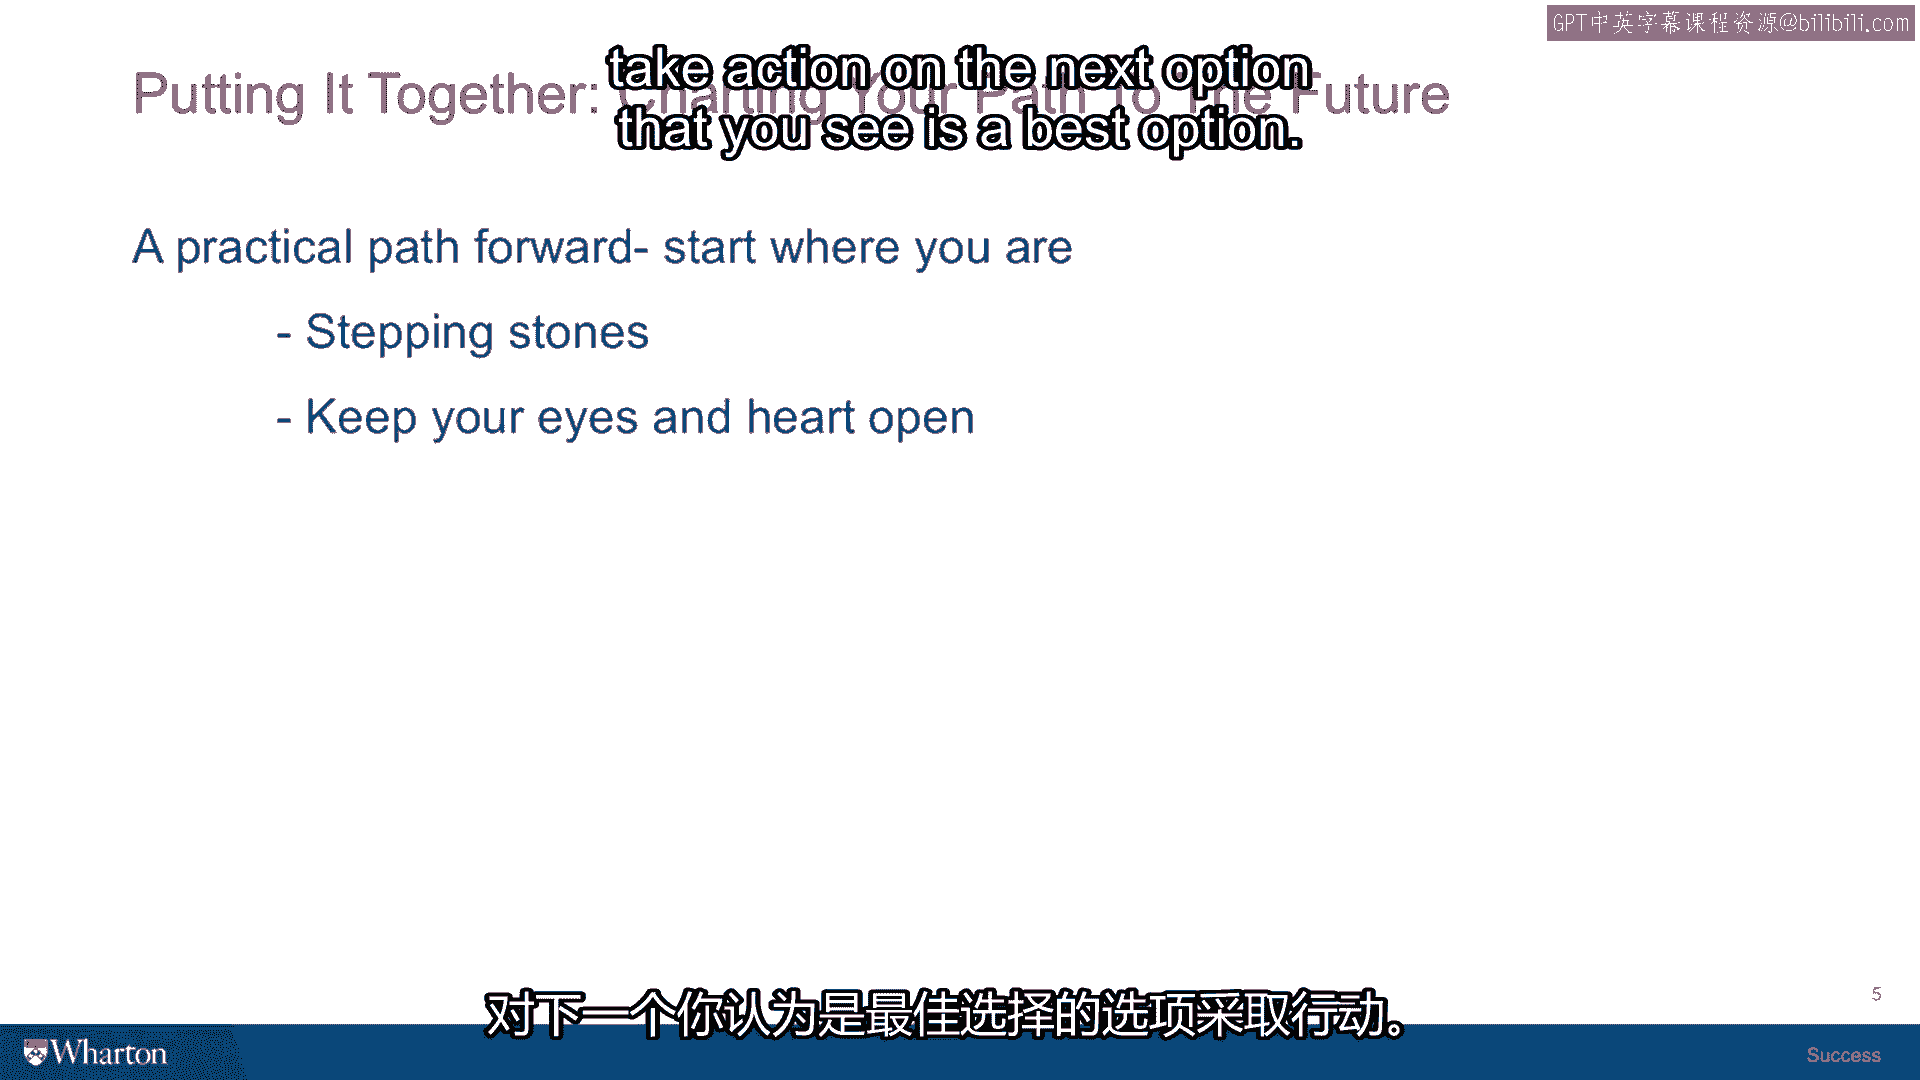 GPT中英字幕课程资源@bilibili.com
take action on the next option
that you see is a best option.
Putting It Together: Charting Your Path To The Future
A practical path forward- start where you are
- Stepping stones
- Keep your eyes and heart open
对下一个你认为是最佳选择的选项采取行动。
5
Wharton
Success